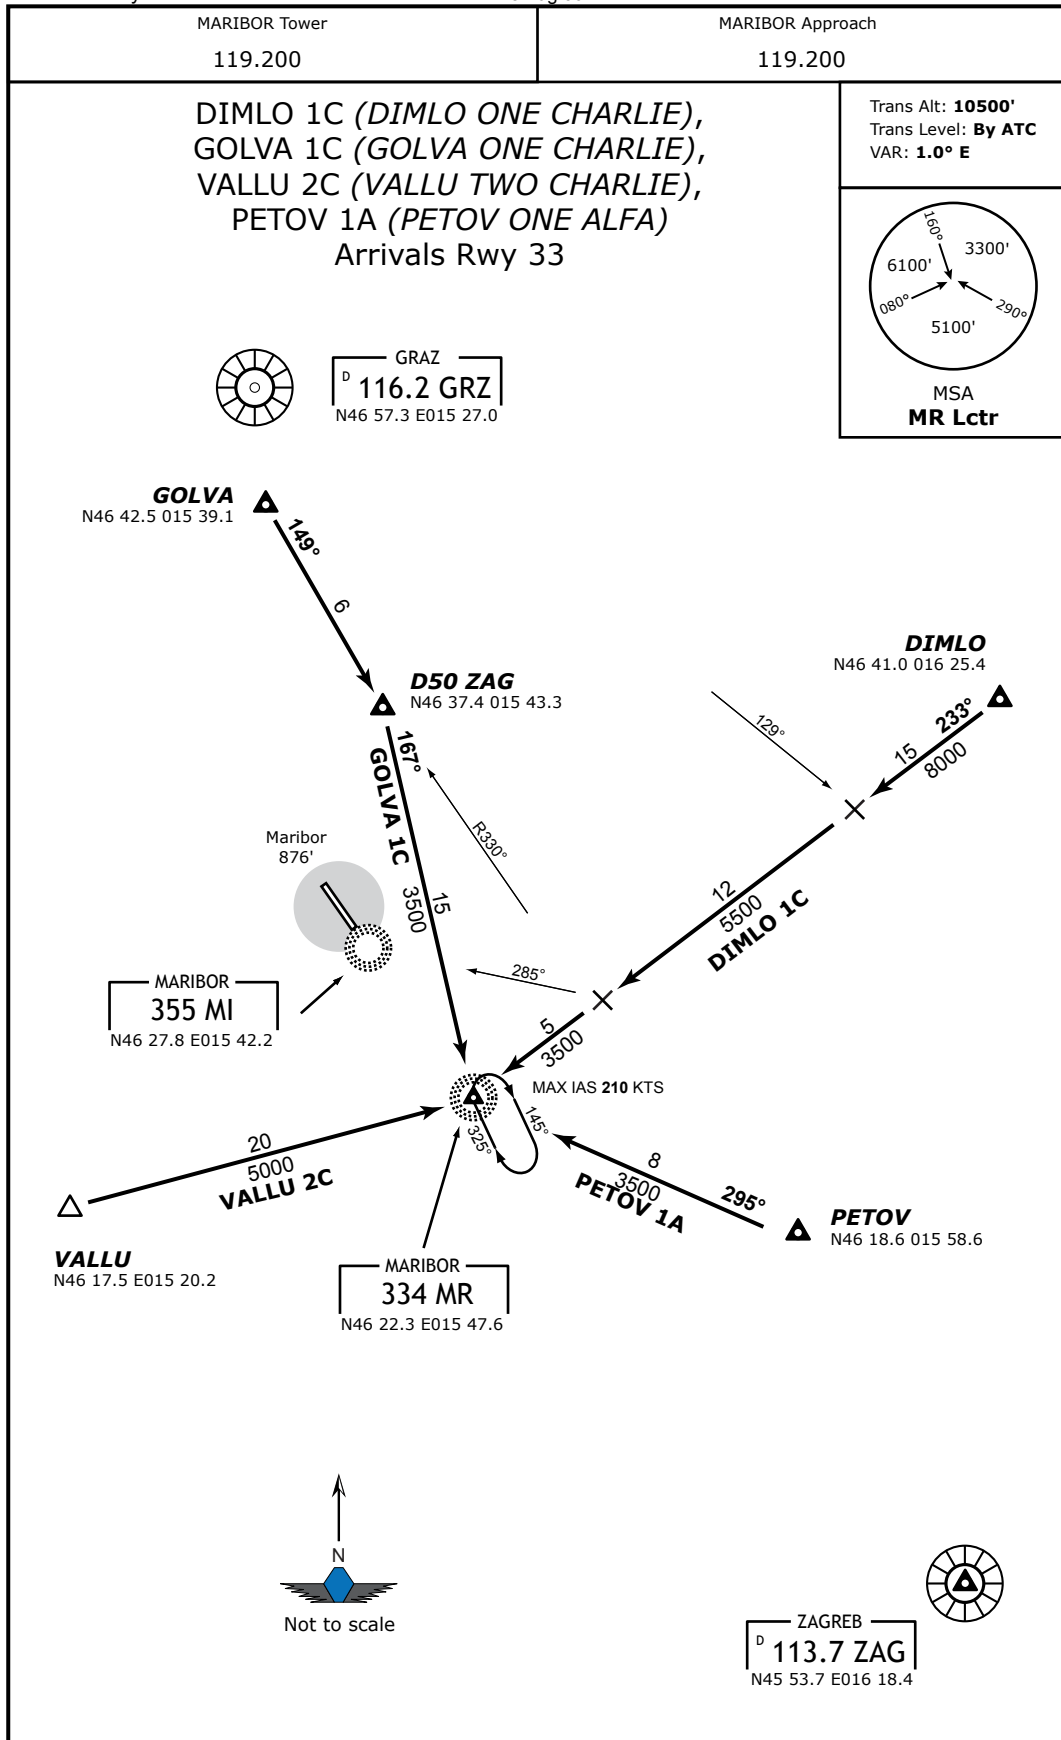 MARIBOR Tower
119.200
MARIBOR Approach
119.200
DIMLO 1C (DIMLO ONE CHARLIE),
GOLVA 1C (GOLVA ONE CHARLIE),
VALLU 2C (VALLU TWO CHARLIE),
PETOV 1A (PETOV ONE ALFA)
Arrivals Rwy 33
Trans Alt: 10500'
Trans Level: By ATC
VAR: 1.0° E
160°
3300'
6100'
080°
290°
5100'
MSA
MR Lctr
GRAZ
D 116.2 GRZ
N46 57.3 E015 27.0
GOLVA
N46 42.5 015 39.1
149°
6
DIMLO
N46 41.0 016 25.4
D50 ZAG
N46 37.4 015 43.3
233°
15
8000
129°
167°
GOLVA 1C
15
3500
R330°
Maribor
876'
12
5500
DIMLO 1C
285°
MARIBOR
355 MI
N46 27.8 E015 42.2
5
3500
MAX IAS 210 KTS
145°
325°
20
5000
VALLU 2C
8
3500
PETOV 1A
295°
PETOV
N46 18.6 015 58.6
VALLU
N46 17.5 E015 20.2
MARIBOR
334 MR
N46 22.3 E015 47.6
N
Not to scale
ZAGREB
D 113.7 ZAG
N45 53.7 E016 18.4